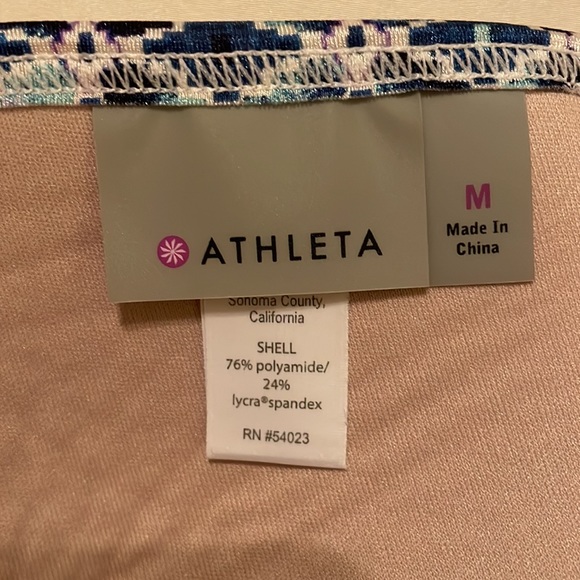 ATHLETA
M
Made In
China
Sonoma County,
California
SHELL
76% polyamide/
24%
lycra®spandex
RN #54023